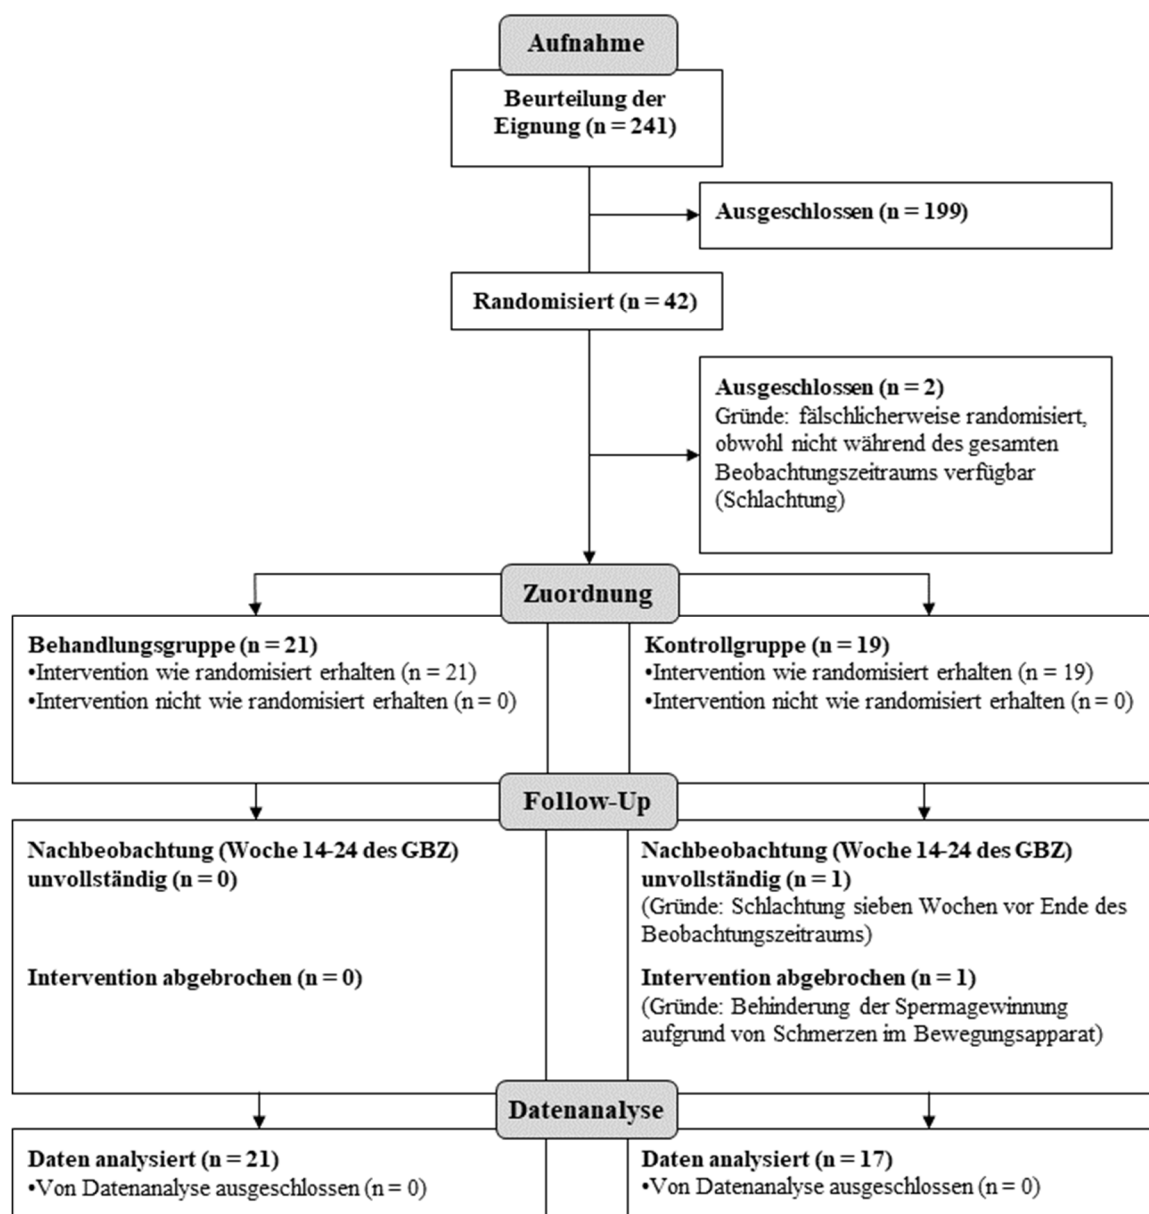 Aufnahme
Beurteilung der
Eignung (n = 241)
Ausgeschlossen (n = 199)
Randomisiert (n = 42)
Ausgeschlossen (n = 2)
Gründe: fälschlicherweise randomisiert,
obwohl nicht während des gesamten
Beobachtungszeitraums verfügbar
(Schlachtung)
Zuordnung
Behandlungsgruppe (n = 21)
•Intervention wie randomisiert erhalten (n = 21)
•Intervention nicht wie randomisiert erhalten (n = 0)
Kontrollgruppe (n = 19)
•Intervention wie randomisiert erhalten (n = 19)
•Intervention nicht wie randomisiert erhalten (n = 0)
Follow-Up
Nachbeobachtung (Woche 14-24 des GBZ)
unvollständig (n = 0)
Intervention abgebrochen (n = 0)
Nachbeobachtung (Woche 14-24 des GBZ)
unvollständig (n = 1)
(Gründe: Schlachtung sieben Wochen vor Ende des
Beobachtungszeitraums)
Intervention abgebrochen (n = 1)
(Gründe: Behinderung der Spermagewinnung
aufgrund von Schmerzen im Bewegungsapparat)
Datenanalyse
Daten analysiert (n = 21)
•Von Datenanalyse ausgeschlossen (n = 0)
Daten analysiert (n = 17)
•Von Datenanalyse ausgeschlossen (n = 0)